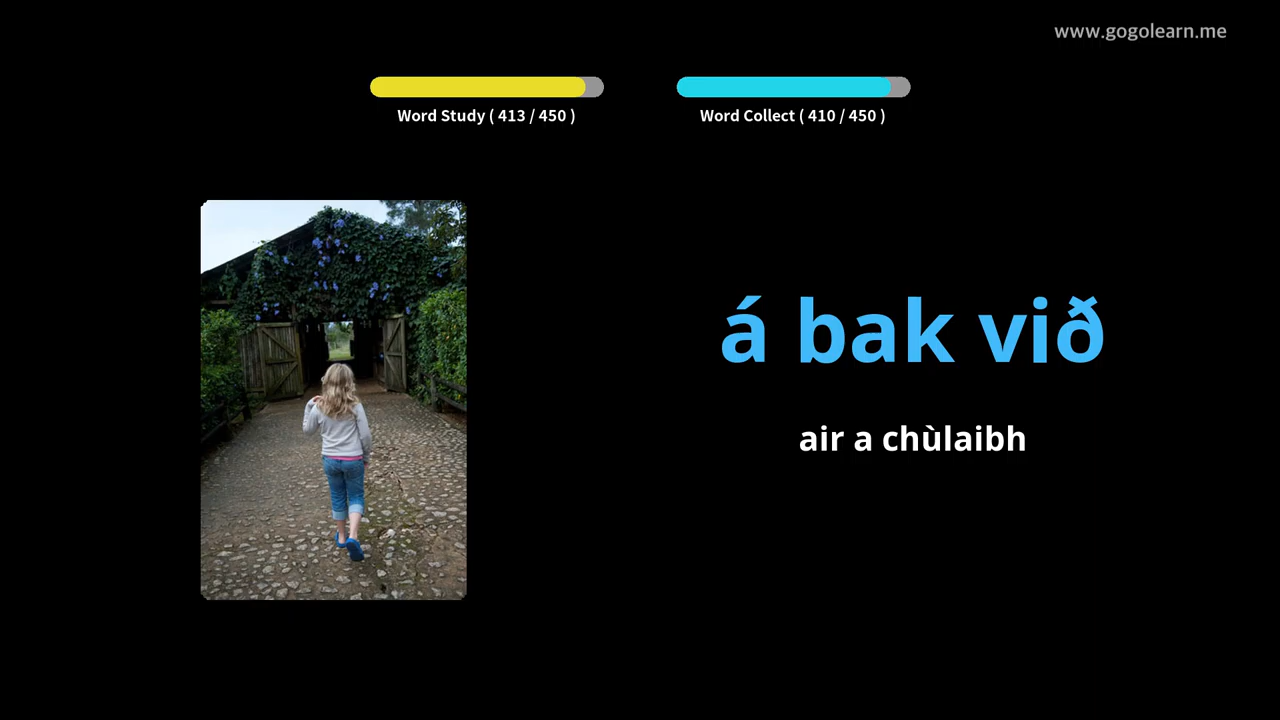 www.gogolearn.me
Word Study ( 413 / 450 )
Word Collect ( 410 / 450 )
á bak við
air a chùlaibh